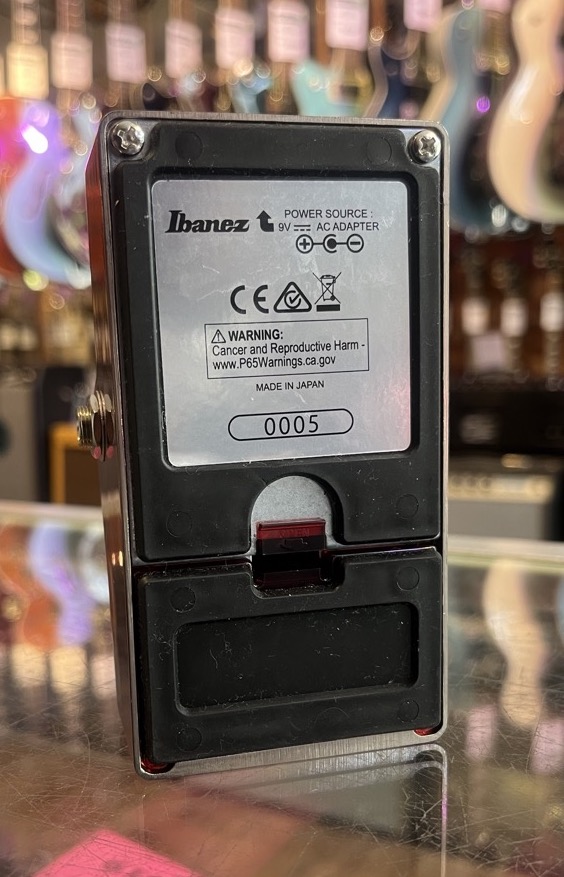 Ibanez
POWER SOURCE :
9V AC ADAPTER
CE
WARNING:
Cancer and Reproductive Harm -
www.P65Warnings.ca.gov
MADE IN JAPAN
0005
OPEN